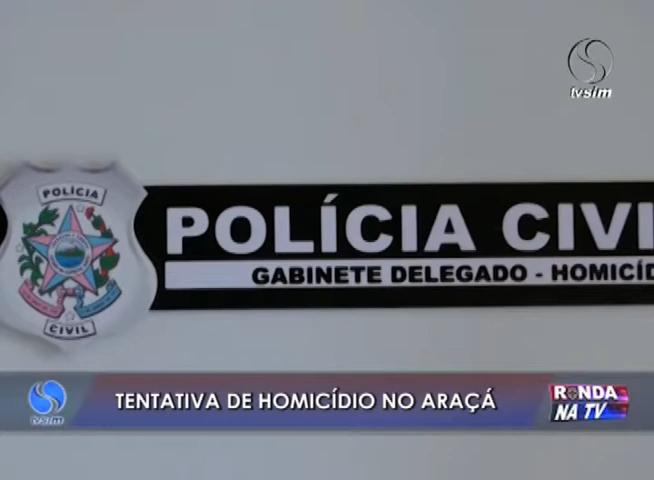 tvsim
POLÍCIA
CIVIL
POLÍCIA CIVI
GABINETE DELEGADO - HOMICÍD
tvsim
TENTATIVA DE HOMICÍDIO NO ARAÇÁ
RONDA
NA TV